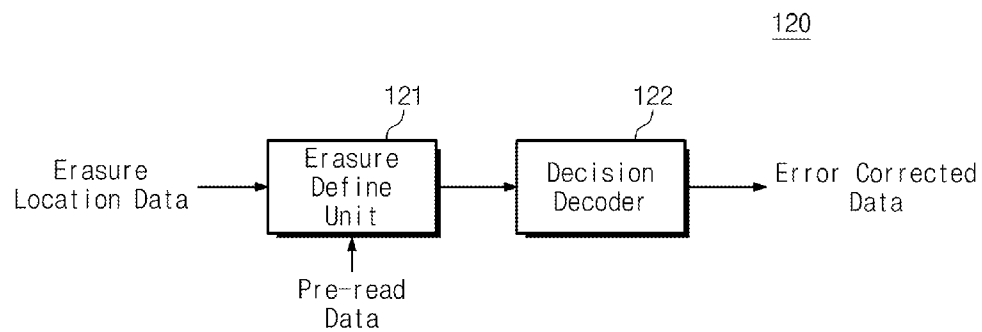 120
121
122
Erasure
Location Data
Erasure
Define
Unit
Decision
Decoder
Error Corrected
Data
Pre-read
Data